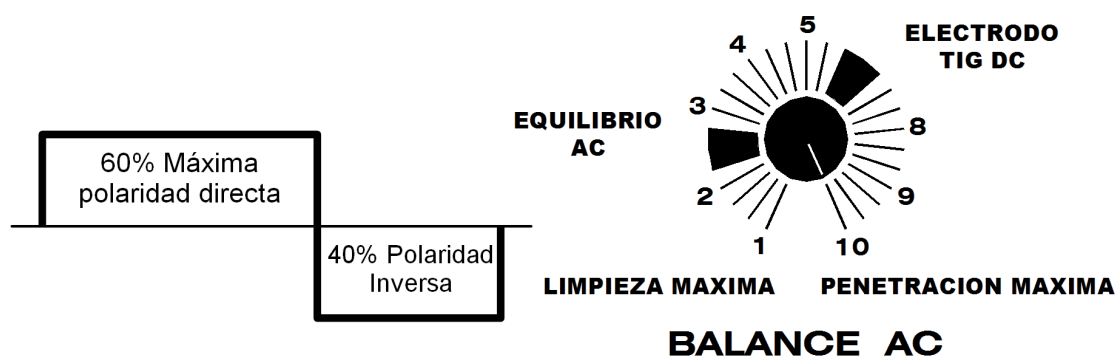 60% Máxima
polaridad directa
40% Polaridad
Inversa
ELECTRODO
TIG DC
EQUILIBRIO
AC
5
4
3
2
1
8
9
10
LIMPIEZA MAXIMA
PENETRACION MAXIMA
BALANCE AC